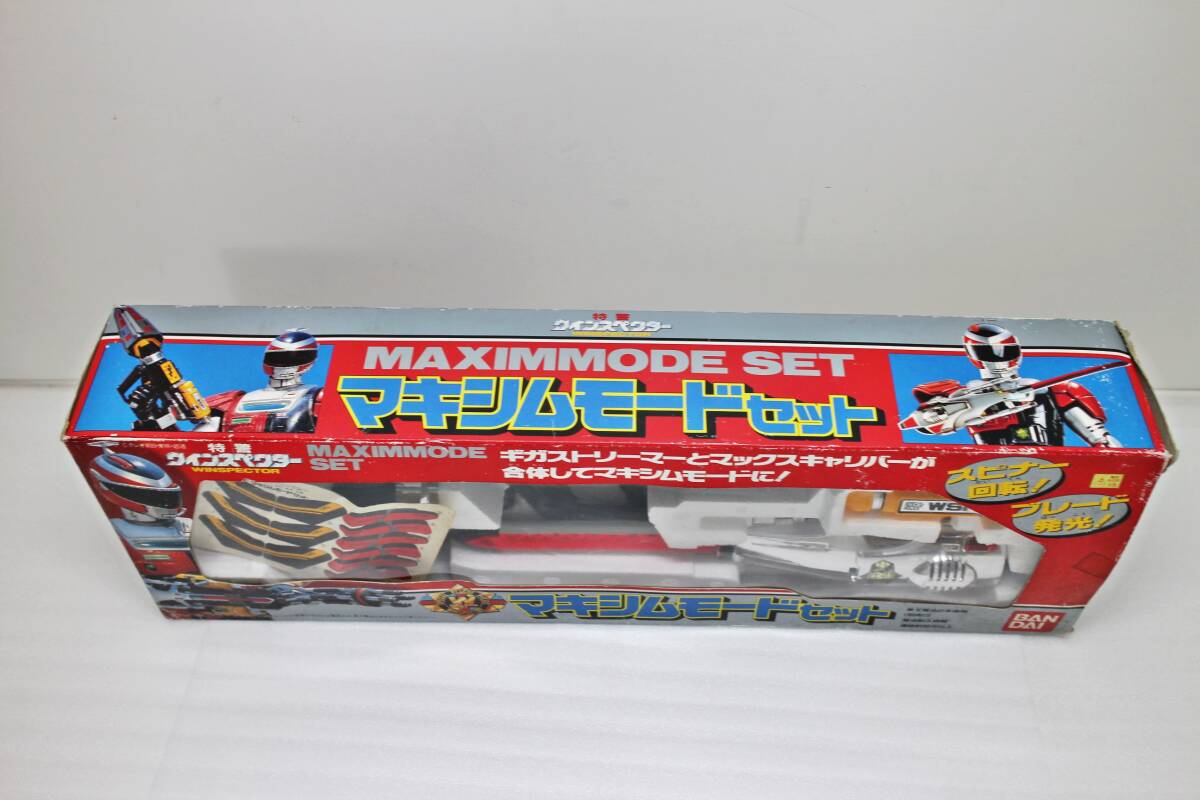 特警
ウインスペクター
WINSPECTOR
MAXIMMODE SET
マキシムモードセット
特警
ウインスペクター
WINSPECTOR
MAXIMMODE
SET
ギガストリーマーとマックスキャリバーが
合体してマキシムモードに!
スピナー
回転!
ブレード
発光!
マキシムモードセット
BAN
DAI